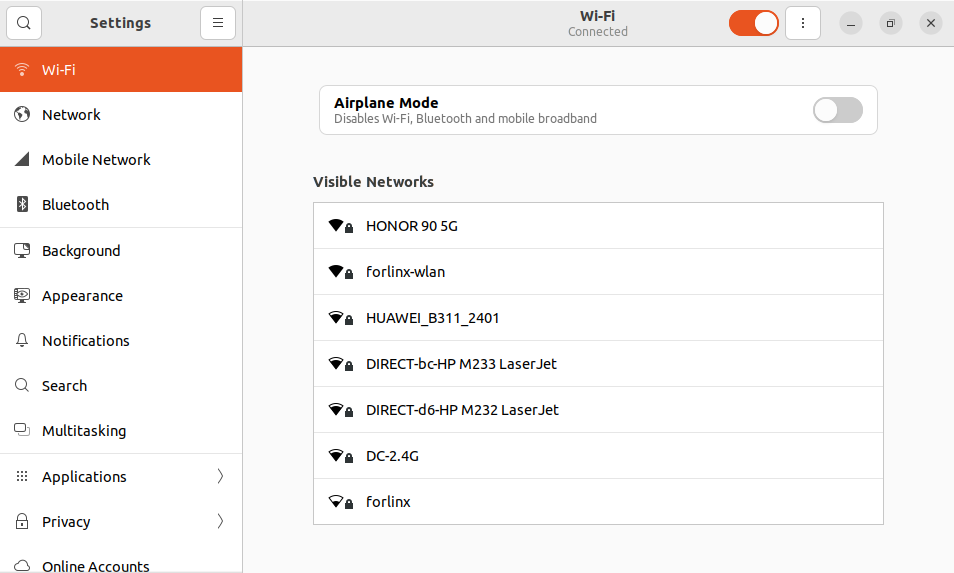 Settings
Wi-Fi
Connected
Wi-Fi
Network
Mobile Network
Bluetooth
Background
Appearance
Notifications
Search
Multitasking
Applications
Privacy
Online Accounts
Airplane Mode
Disables Wi-Fi, Bluetooth and mobile broadband
Visible Networks
HONOR 90 5G
forlinx-wlan
HUAWEI_B311_2401
DIRECT-bc-HP M233 LaserJet
DIRECT-d6-HP M232 LaserJet
DC-2.4G
forlinx